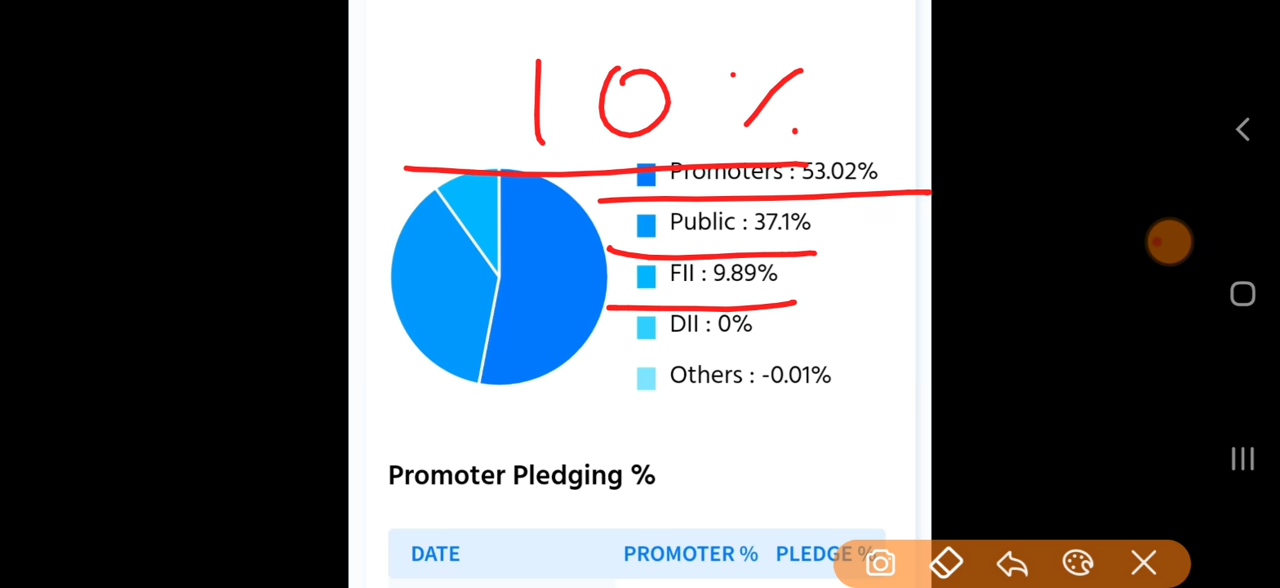 10%
Promoters : 53.02%
Public : 37.1%
FII : 9.89%
DII : 0%
Others : -0.01%
Promoter Pledging %
DATE PROMOTER % PLEDGE %